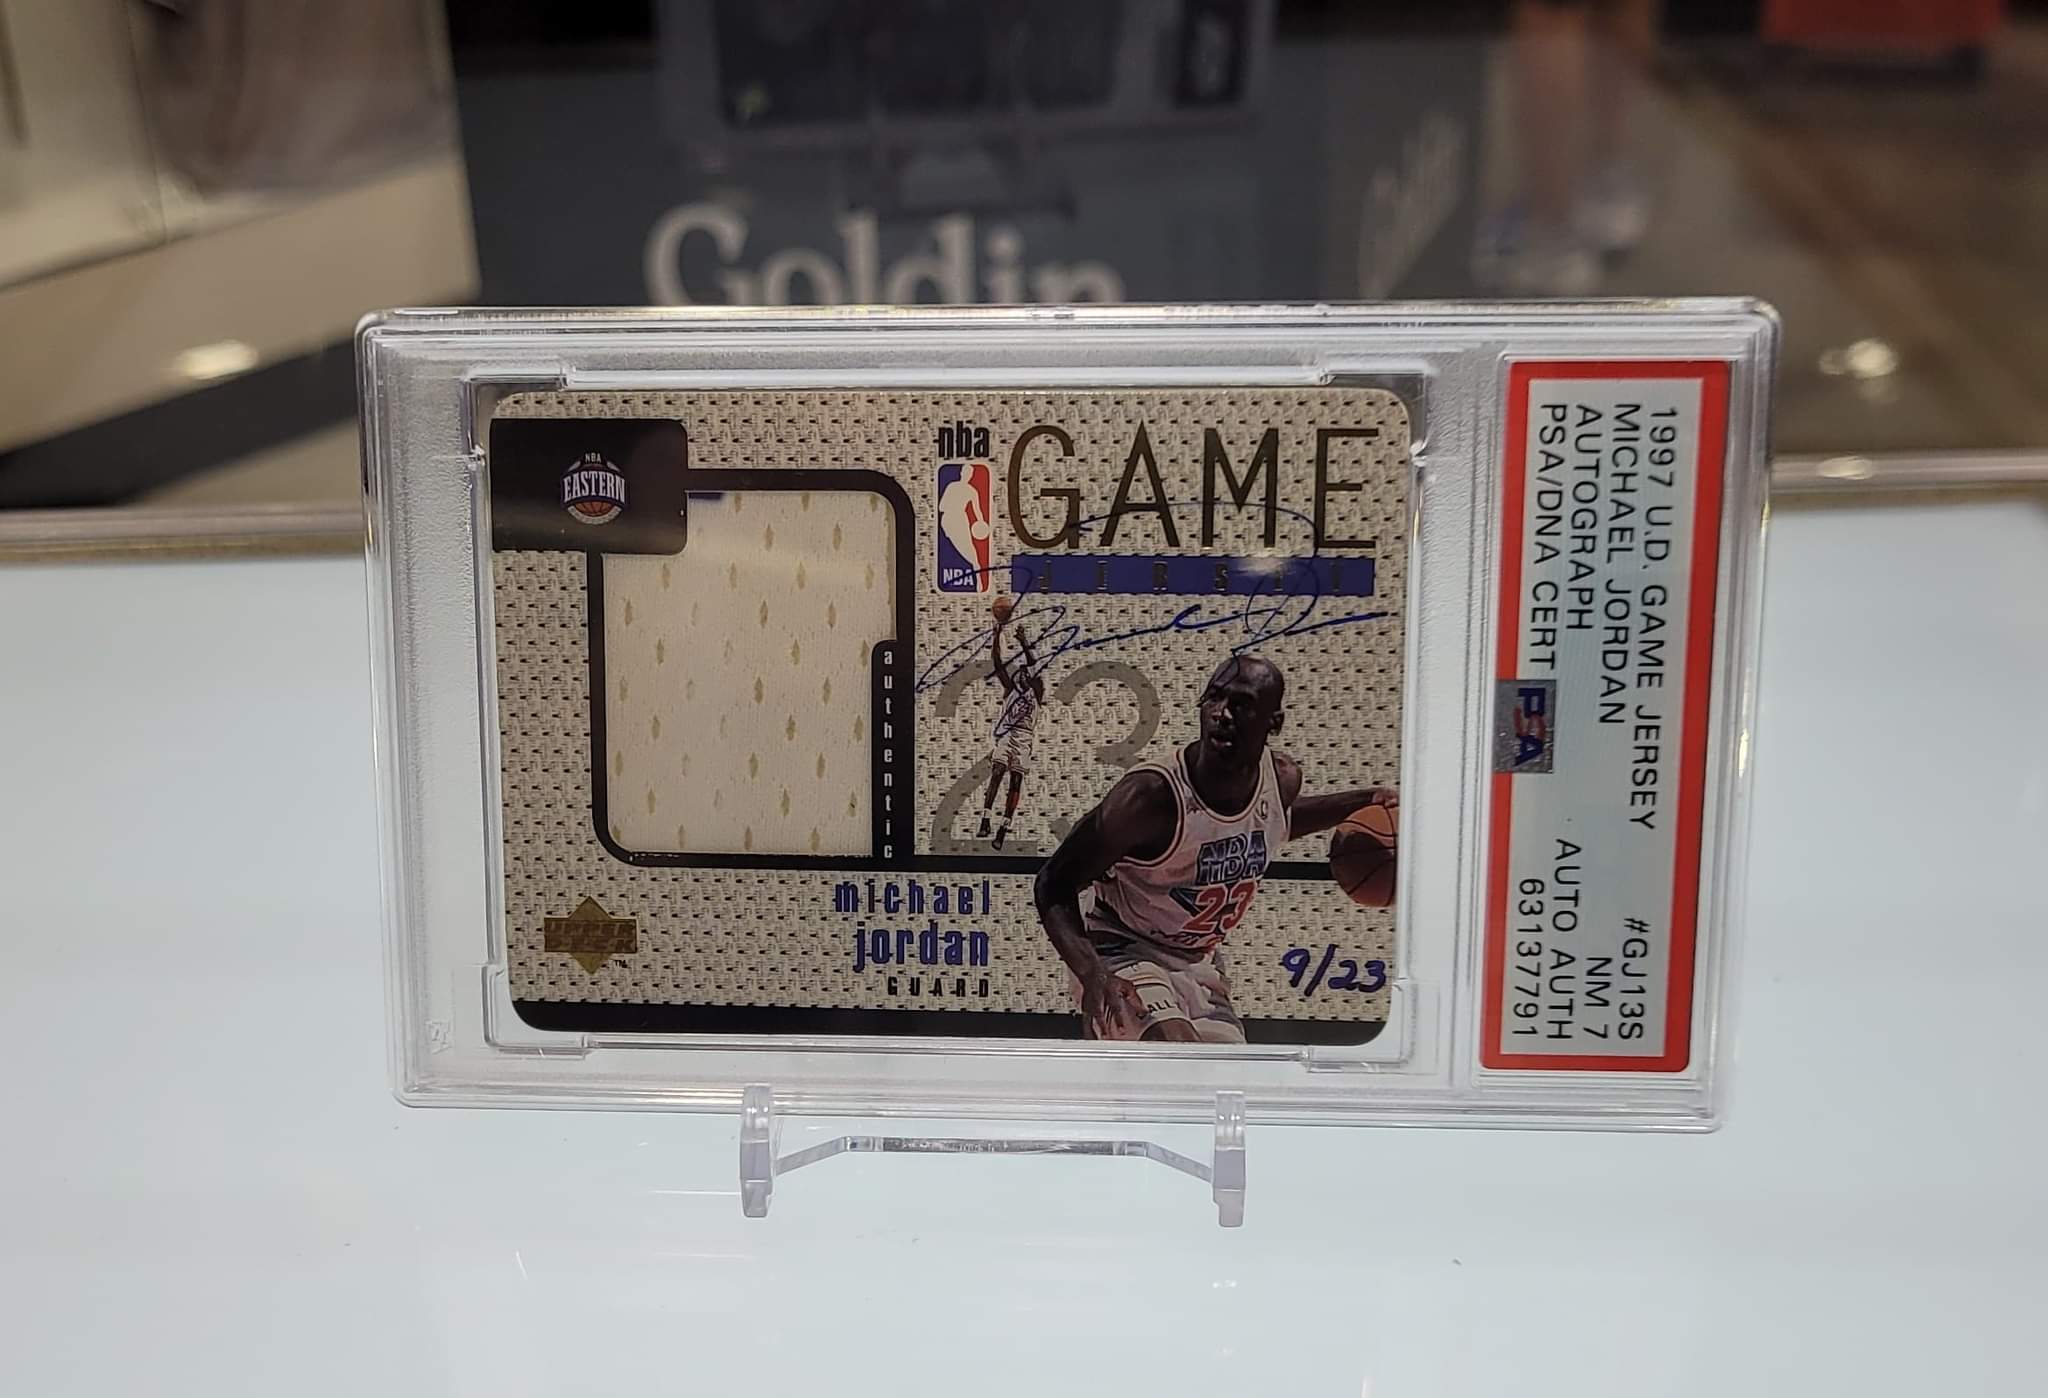 Goldin
NBA
EASTERN
nba
GAME
NBA
JERSEY
authentic
23
NBA
23
michael
jordan
GUARD
UPPER
DECK
TM
9/23
1997 U.D. GAME JERSEY #GJ13S
MICHAEL JORDAN NM 7
AUTOGRAPH AUTO AUTH
PSA/DNA CERT 63137791
PSA